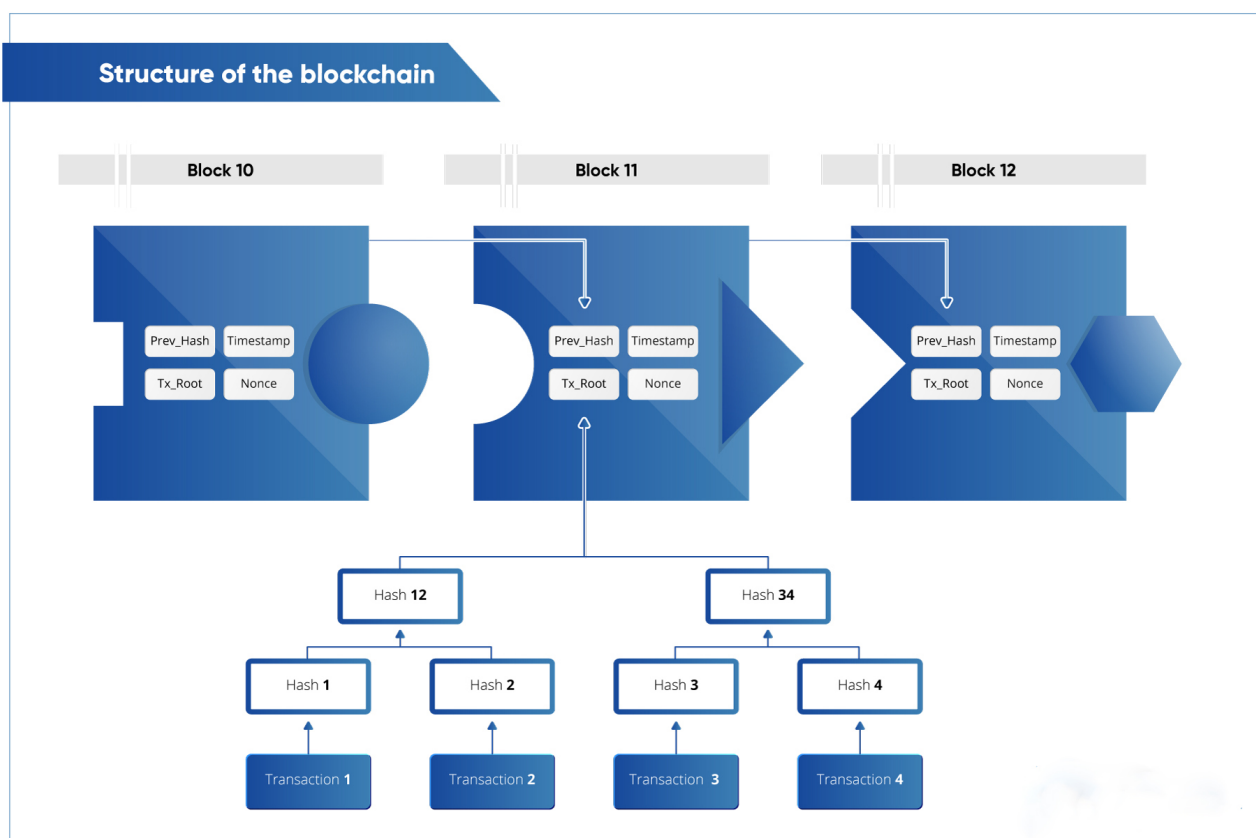 Structure of the blockchain
Block 10
Block 11
Block 12
Prev_Hash
Timestamp
Tx_Root
Nonce
Prev_Hash
Timestamp
Tx_Root
Nonce
Prev_Hash
Timestamp
Tx_Root
Nonce
Hash 12
Hash 34
Hash 1
Hash 2
Hash 3
Hash 4
Transaction 1
Transaction 2
Transaction 3
Transaction 4